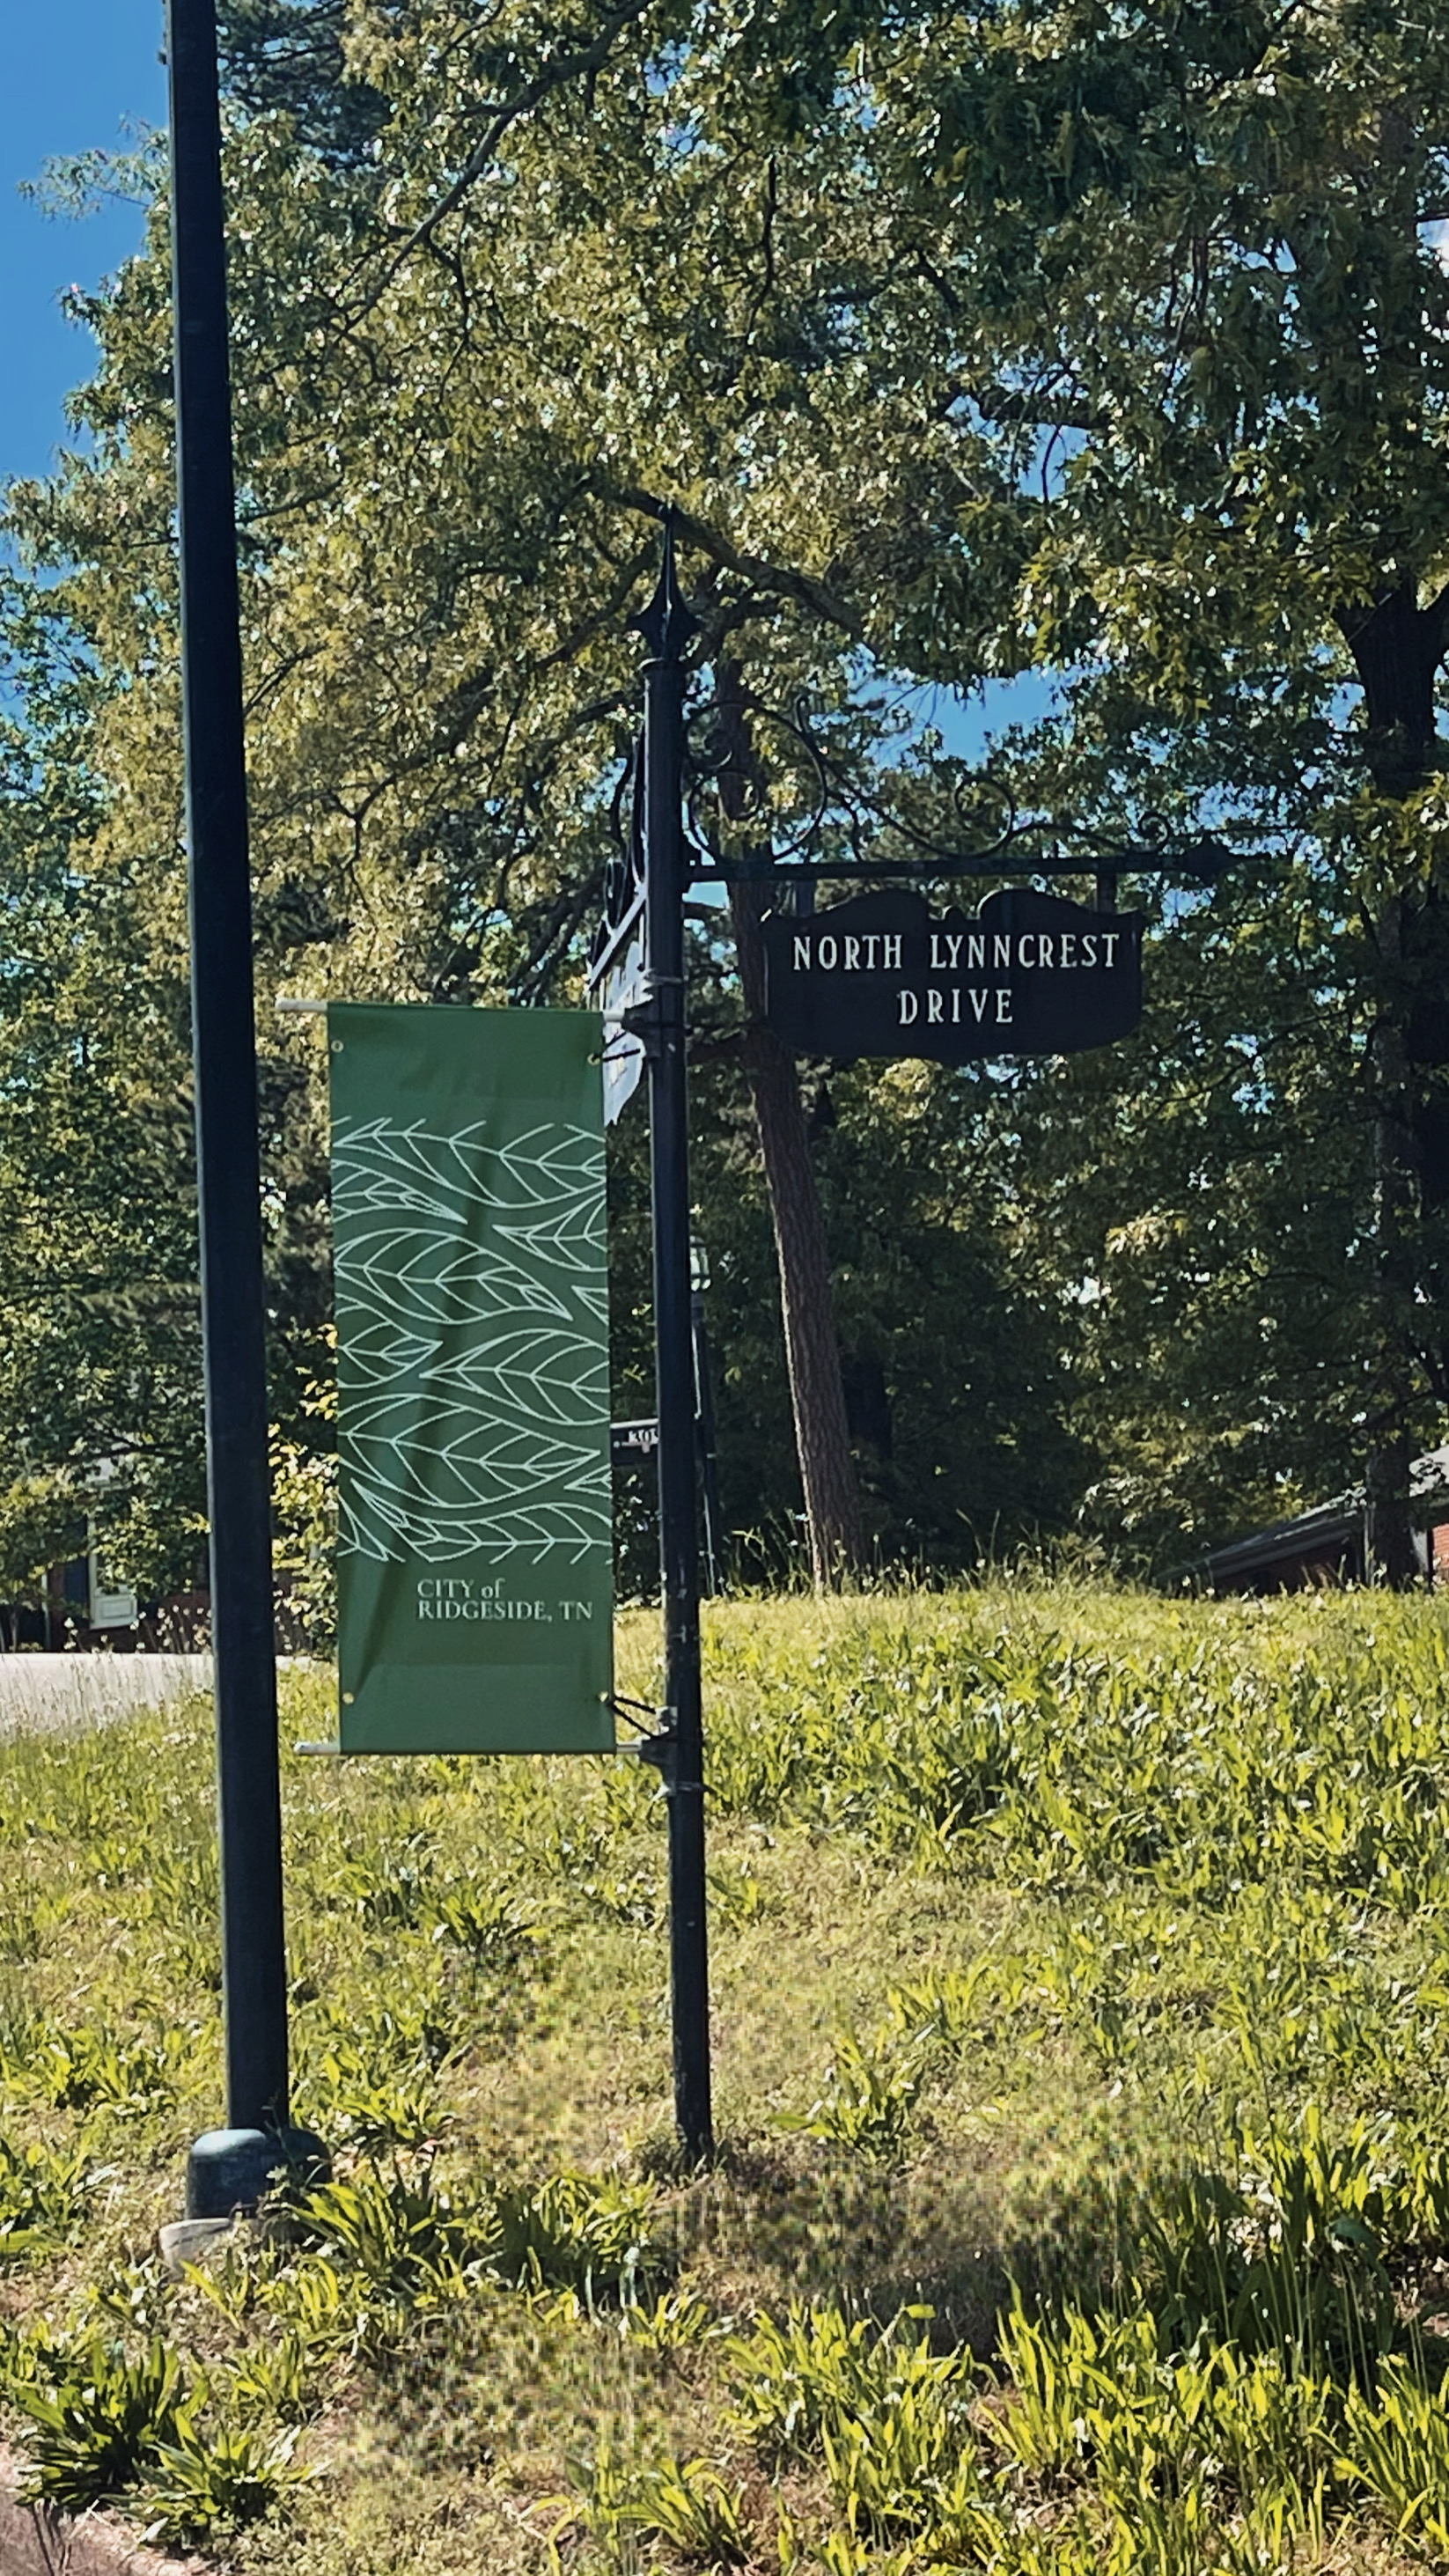 NORTH LYNNCREST
DRIVE
CITY of
RIDGESIDE, TN